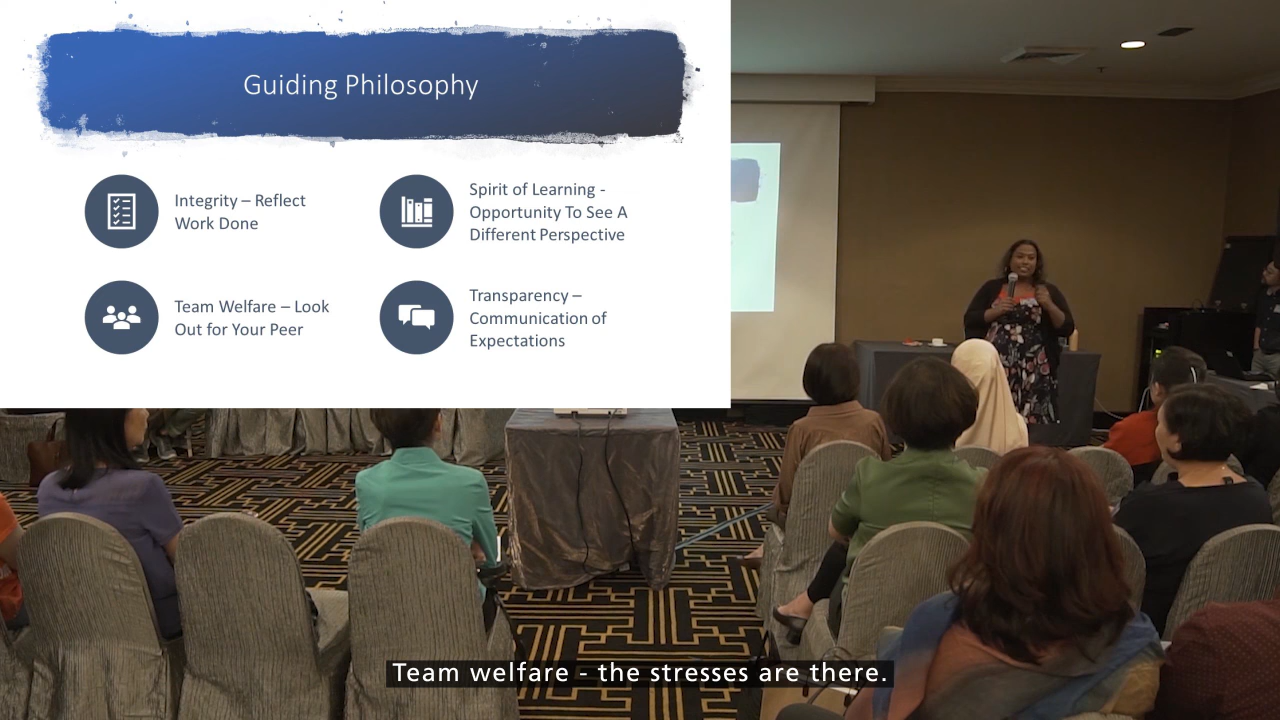 Guiding Philosophy
Integrity – Reflect
Work Done
Spirit of Learning -
Opportunity To See A
Different Perspective
Team Welfare – Look
Out for Your Peer
Transparency –
Communication of
Expectations
Team welfare - the stresses are there.